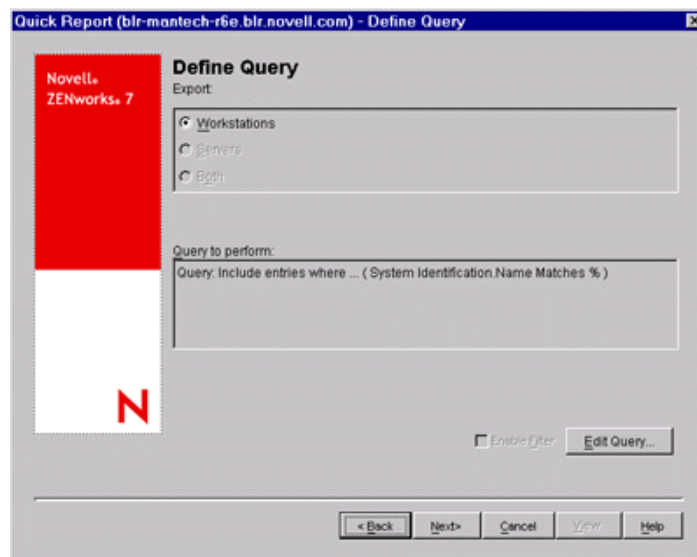 Quick Report (blr-mantech-r6e.blr.novell.com) - Define Query
Novell®
ZENworks® 7
Define Query
Export:
Workstations
Servers
Both
Query to perform:
Query: Include entries where ... ( System Identification.Name Matches % )
N
Enable Filter
Edit Query...
< Back
Next>
Cancel
View
Help